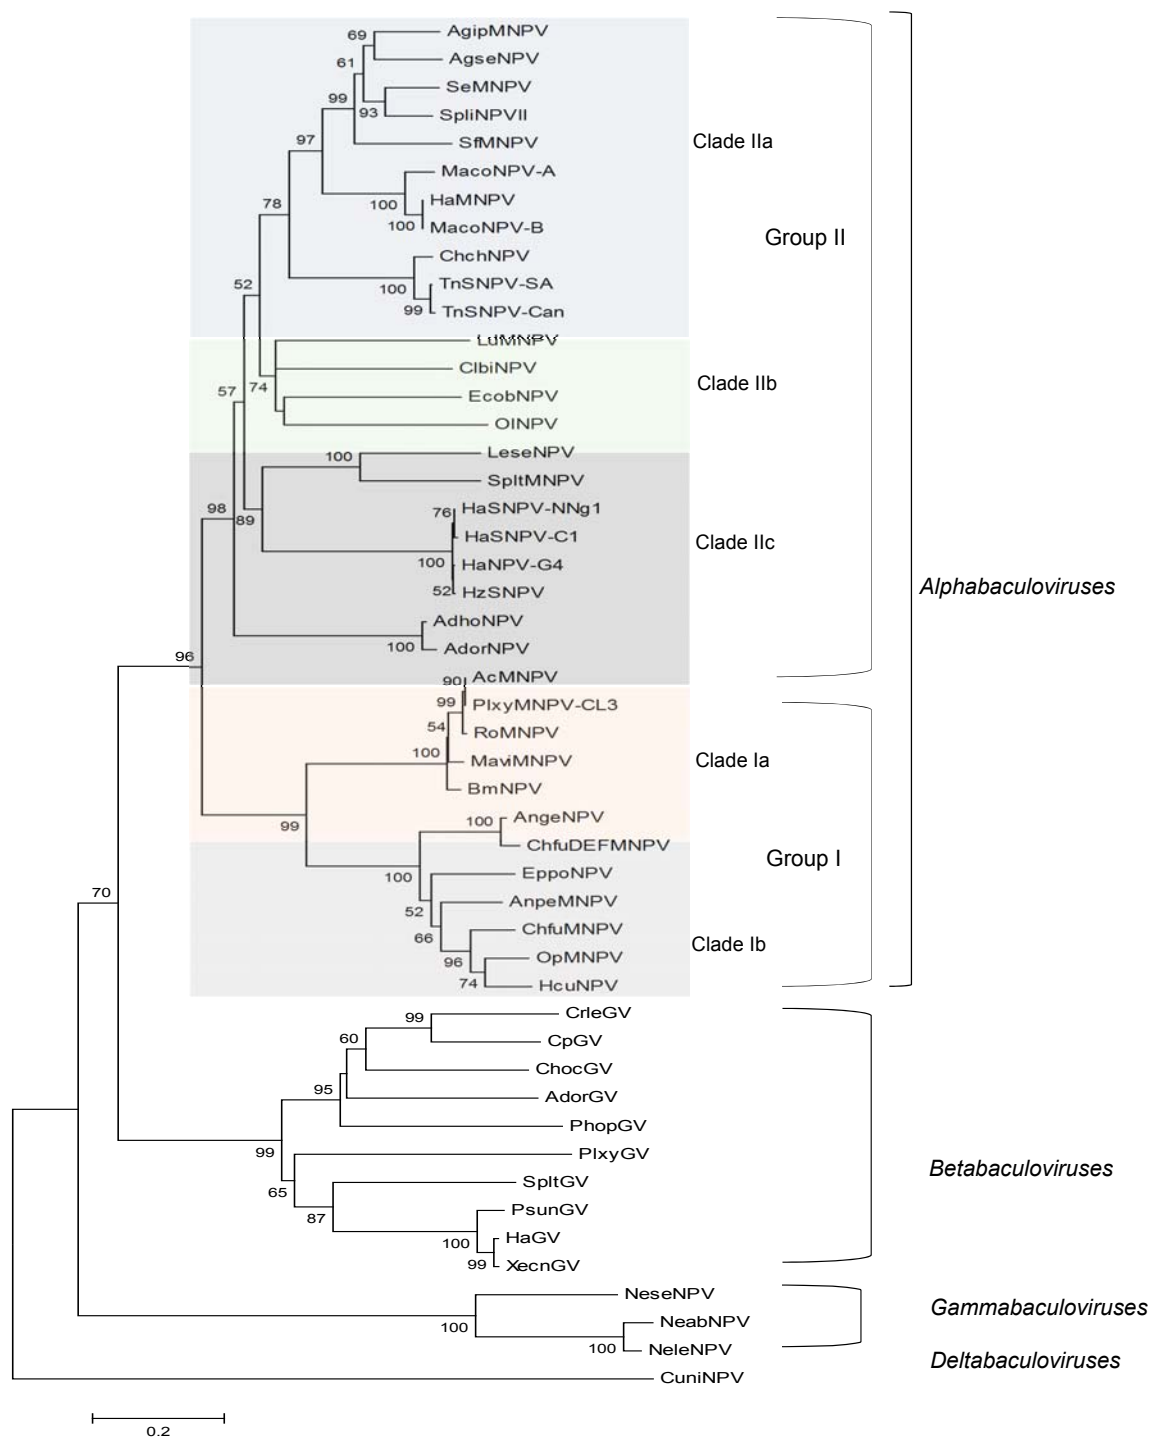 69
AgipMNPV
AgseNPV
61
SeMNPV
99
93
SpliNPVII
97
SfMNPV
Clade IIa
MacoNPV-A
78
100
HaMNPV
100
MacoNPV-B
Group II
ChchNPV
52
100
TnSNPV-SA
99
TnSNPV-Can
LdMNPV
ClbiNPV
57
74
Clade IIb
EcobNPV
OlNPV
100
LeseNPV
SpltMNPV
98
89
76
HaSNPV-NNg1
HaSNPV-C1
Clade IIc
100
HaNPV-G4
52
HzSNPV
Alphabaculoviruses
AdhoNPV
100
AdorNPV
96
90
AcMNPV
99
PlxyMNPV-CL3
54
RoMNPV
100
MaviMNPV
Clade Ia
BmNPV
99
100
AngeNPV
ChfuDEFMNPV
Group I
100
EppoNPV
70
52
AnpeMNPV
66
ChfuMNPV
Clade Ib
96
OpMNPV
74
HcuNPV
99
CrleGV
60
CpGV
ChocGV
95
AdorGV
PhopGV
99
PlxyGV
Betabaculoviruses
65
SpltGV
87
PsunGV
100
HaGV
99
XecnGV
NeseNPV
Gammabaculoviruses
100
NeabNPV
100
NeleNPV
Deltabaculoviruses
CuniNPV
0.2